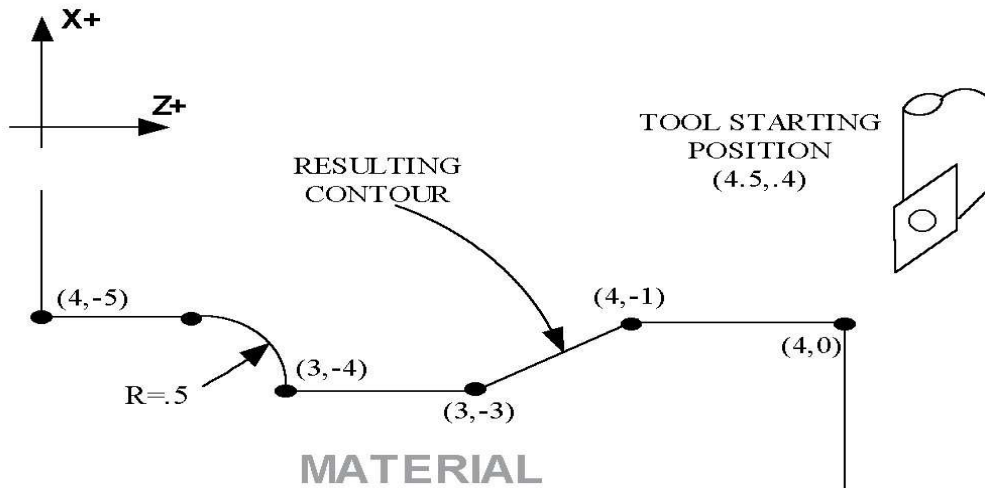 X+
Z+
TOOL STARTING
POSITION
(4.5,.4)
RESULTING
CONTOUR
(4,-5)
(4,-1)
(4,0)
(3,-4)
R=.5
(3,-3)
MATERIAL